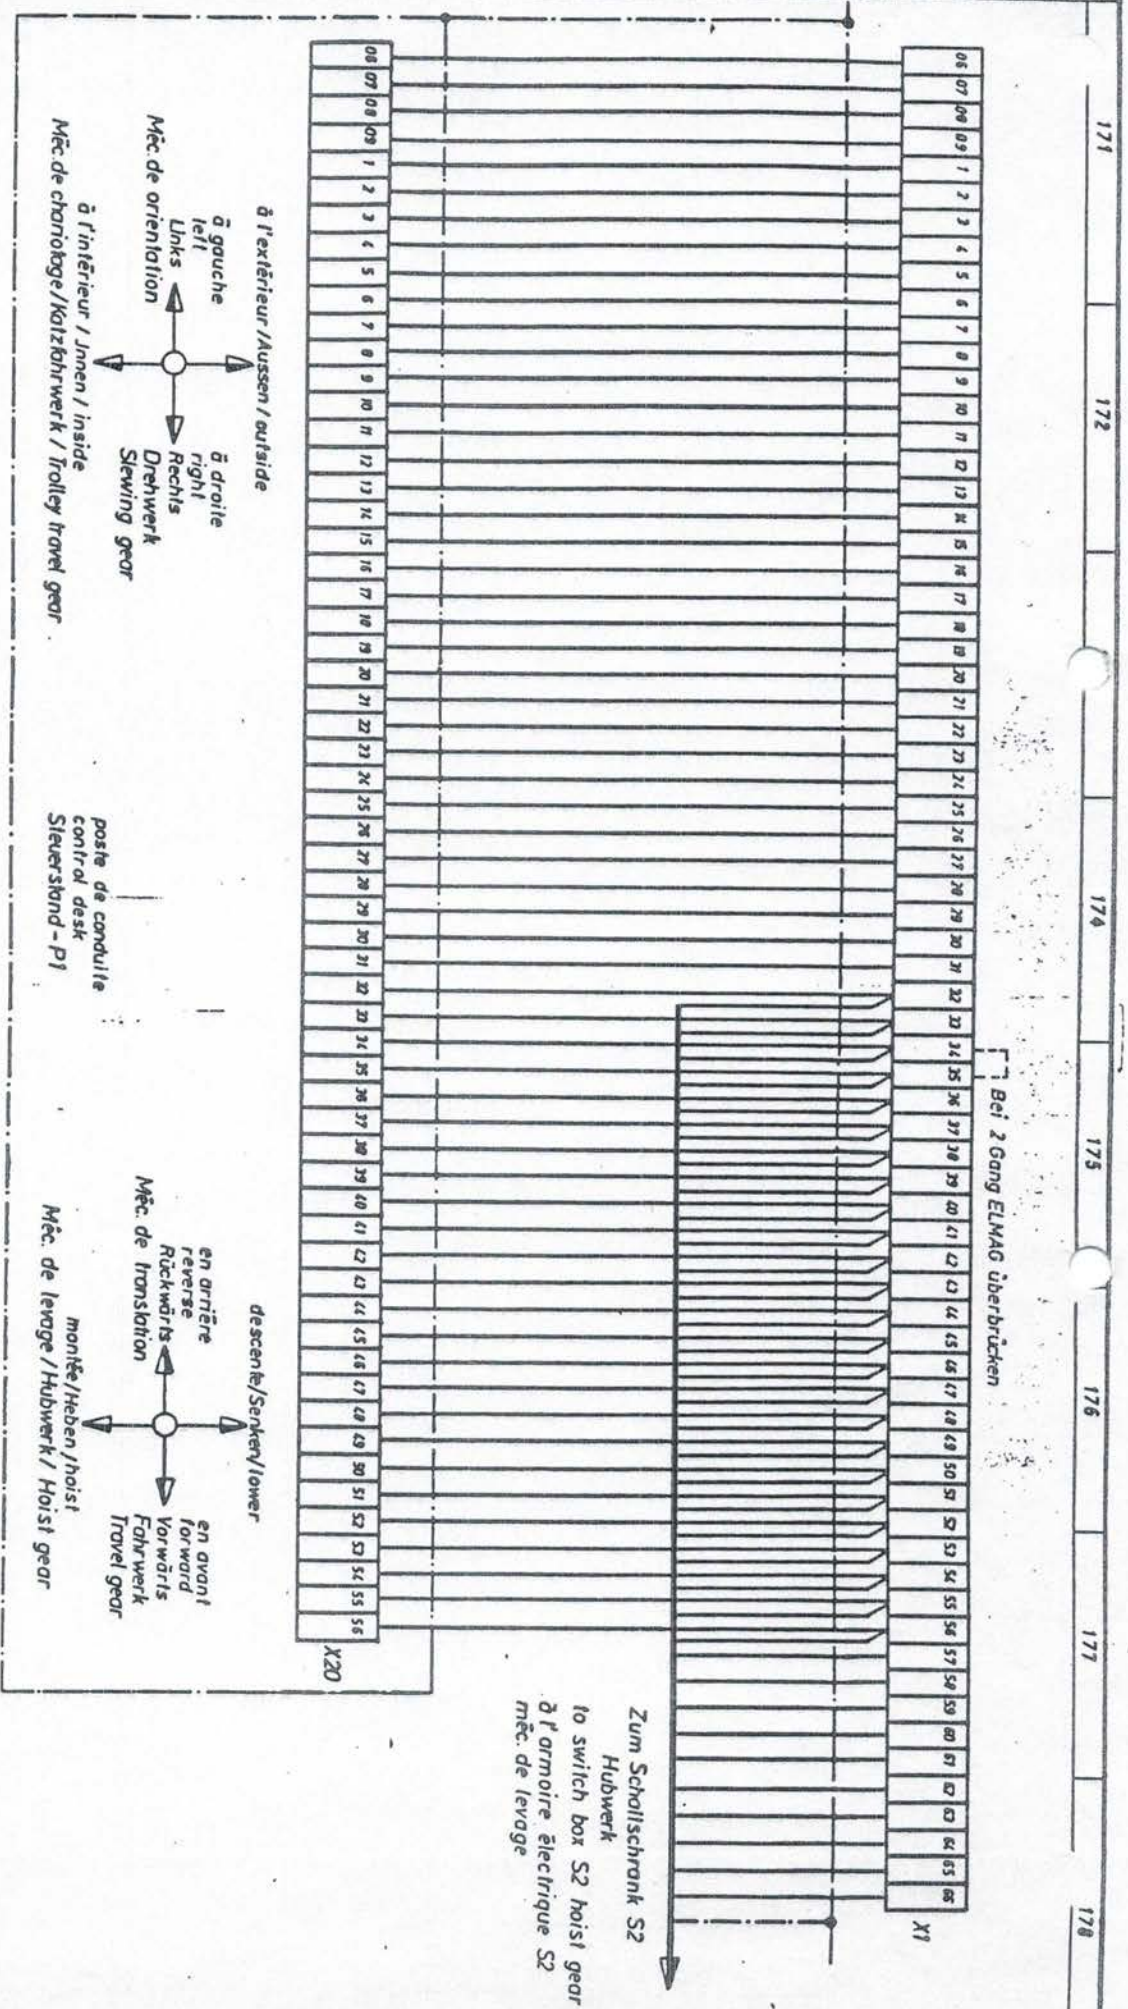 171 172 174 175 176 177 178
Bei 2 Gang ELMAG überbrücken
06 07 08 09 1 2 3 4 5 6 7 8 9 10 11 12 13 14 15 16 17 18 19 20 21 22 23 24 25 26 27 28 29 30 31 32 33 34 35 36 37 38 39 40 41 42 43 44 45 46 47 48 49 50 51 52 53 54 55 56 57 58 59 60 61 62 63 64 65 66
X1
Zum Schaltschrank S2
Hubwerk
to switch box S2 hoist gear
à l'armoire électrique S2
méc. de levage
06 07 08 09 1 2 3 4 5 6 7 8 9 10 11 12 13 14 15 16 17 18 19 20 21 22 23 24 25 26 27 28 29 30 31 32 33 34 35 36 37 38 39 40 41 42 43 44 45 46 47 48 49 50 51 52 53 54 55 56
X20
à l'extérieur/Aussen/outside
à gauche
left
Links
Méc. de orientation
à droite
right
Rechts
Drehwerk
Slewing gear
à l'intérieur / Jnnen / inside
Méc. de chariotage/Katzfahrwerk / Trolley travel gear
poste de conduite
control desk
Steuerstand - P1
descente/Senken/lower
en arrière
reverse
Rückwärts
Méc. de translation
en avant
forward
Vorwärts
Fahrwerk
Travel gear
montée/Heben/hoist
Méc. de levage / Hubwerk / Hoist gear